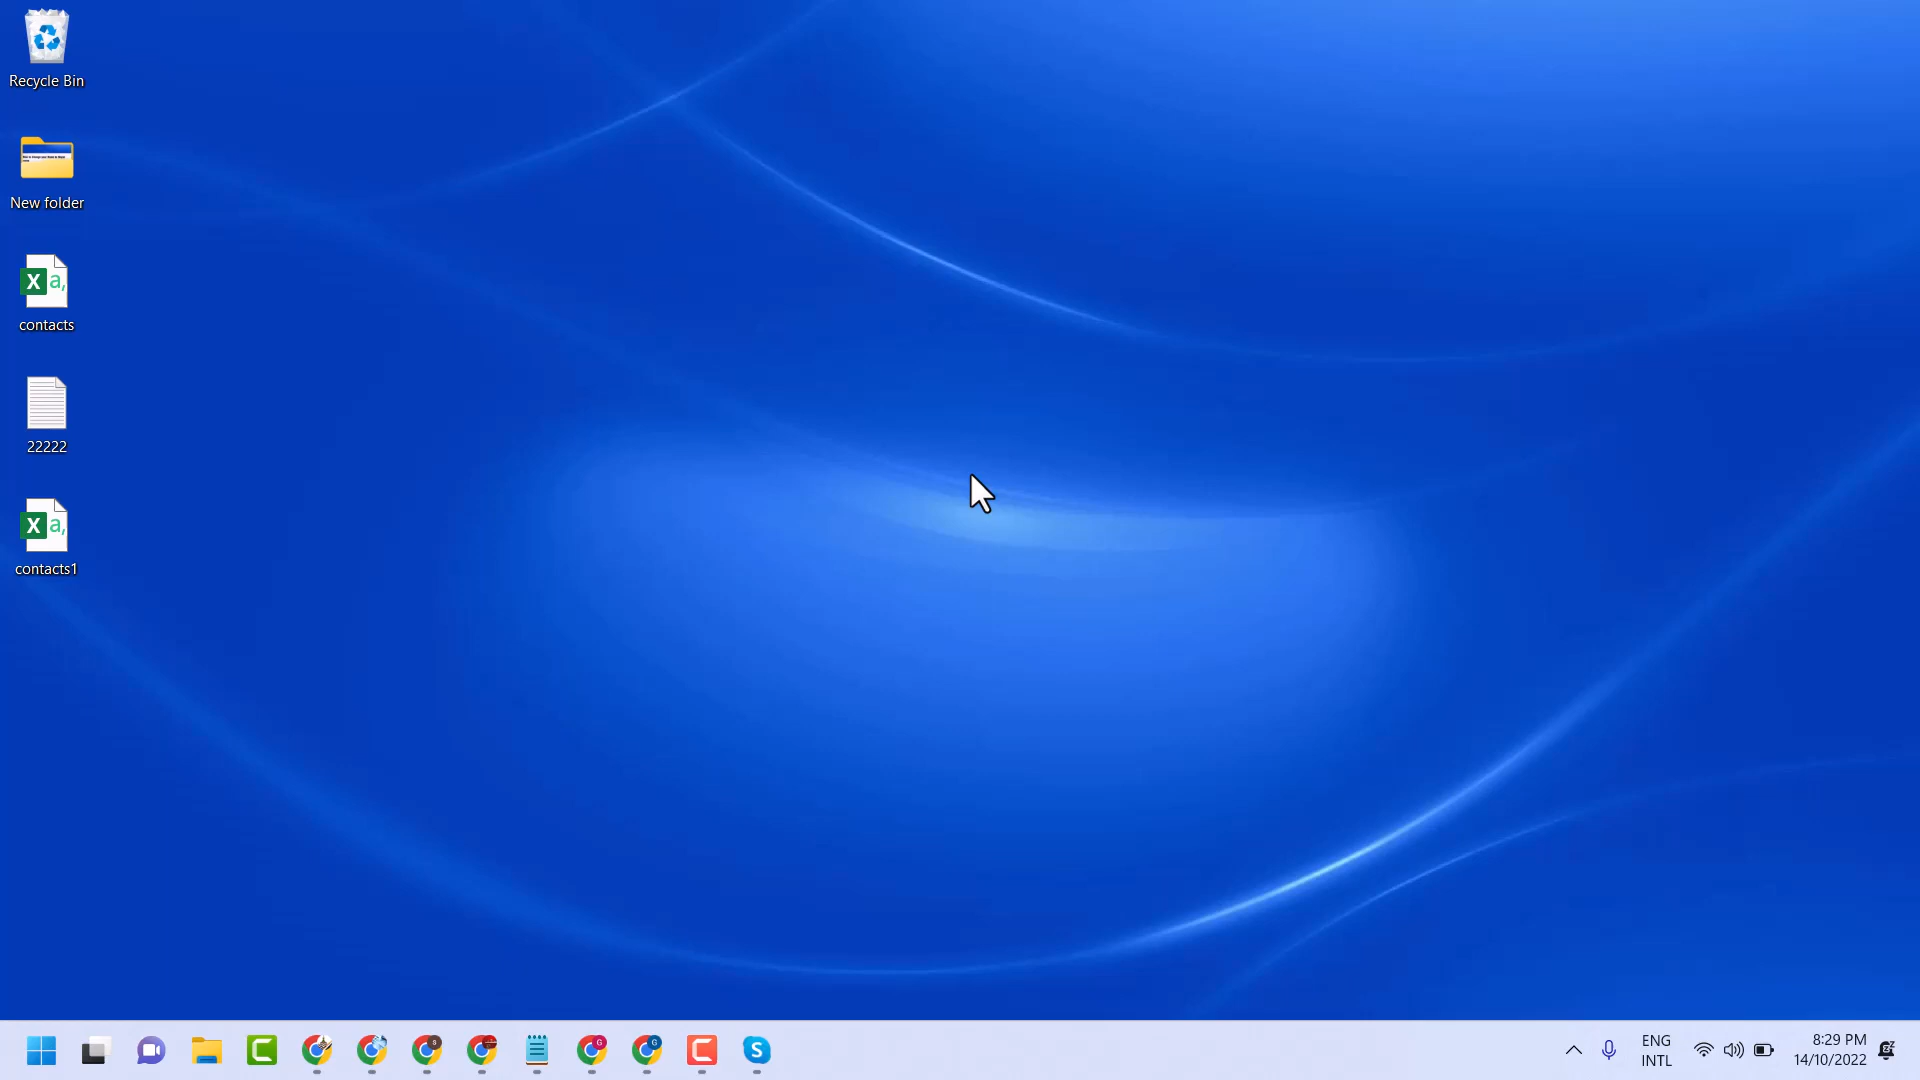 Recycle Bin
New folder
contacts
22222
contacts1
ENG
INTL
8:29 PM
14/10/2022